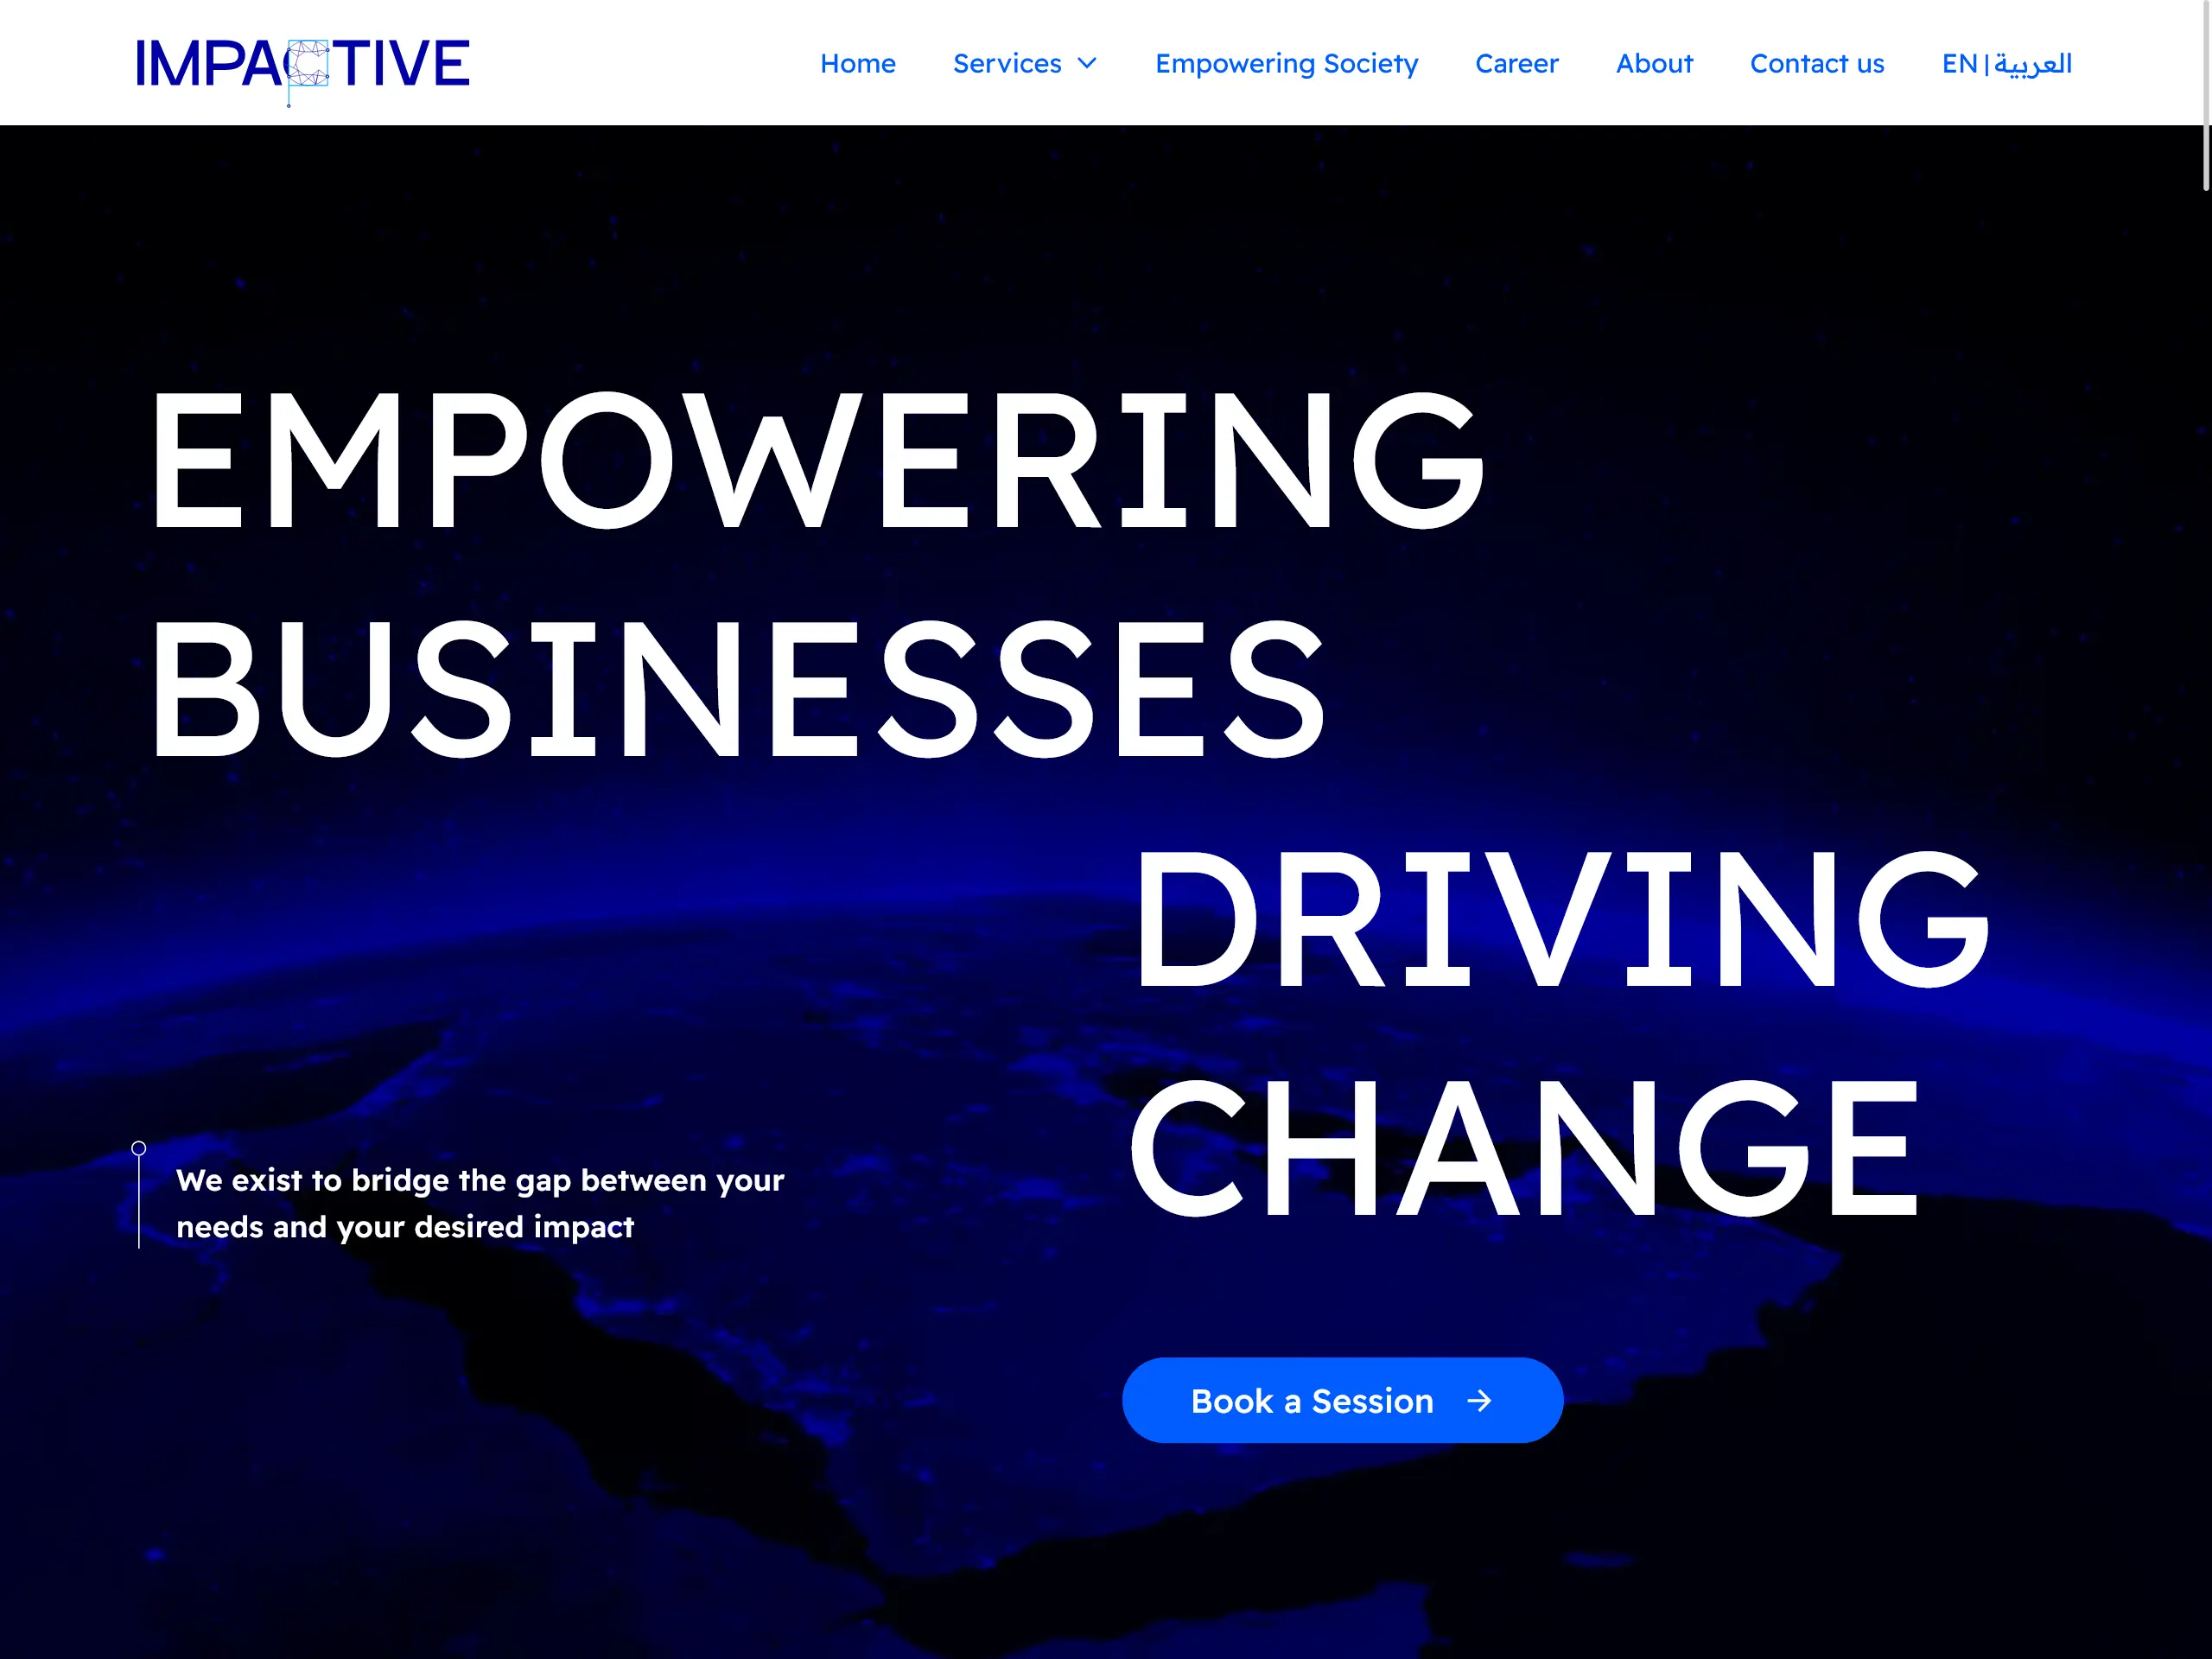 IMPACTIVE
Home Services Empowering Society Career About Contact us EN | العربية
EMPOWERING
BUSINESSES
DRIVING
CHANGE
We exist to bridge the gap between your
needs and your desired impact
Book a Session